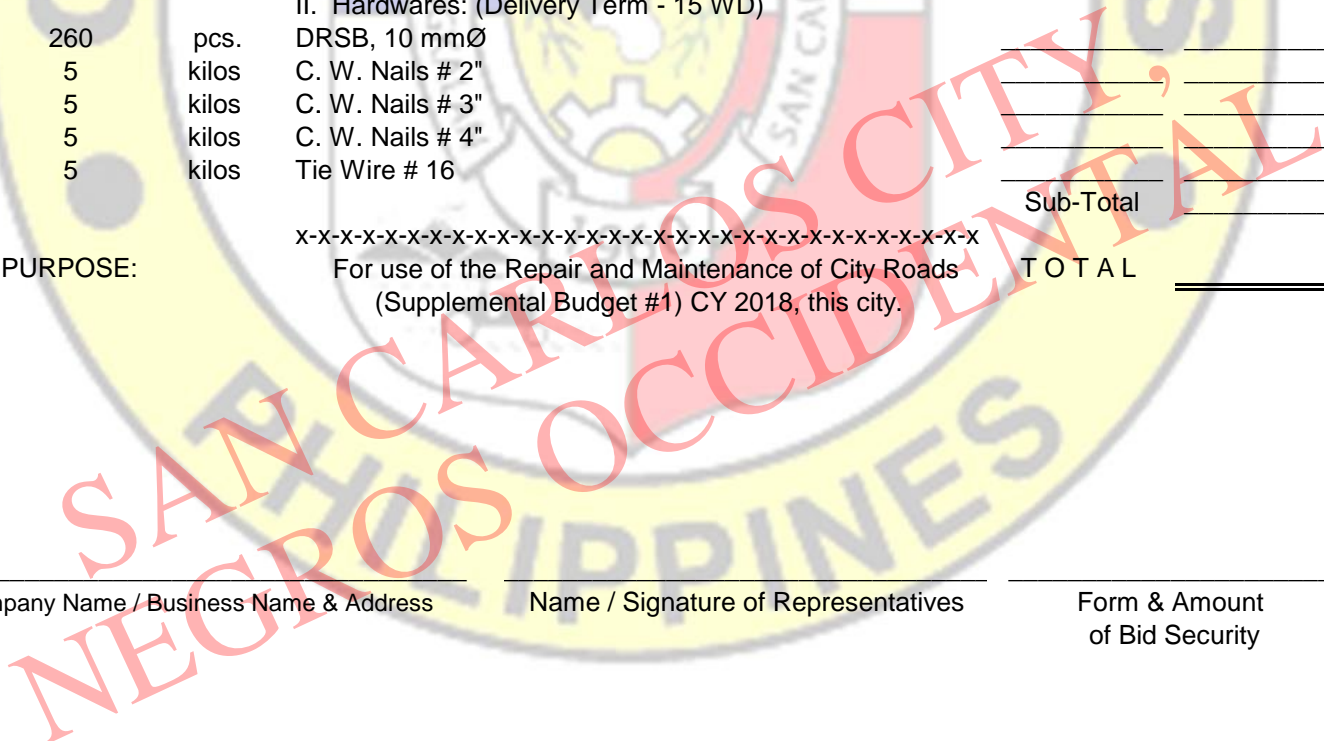 II. Hardwares: (Delivery Term - 15 WD)
260 pcs. DRSB, 10 mmØ
5 kilos C. W. Nails # 2"
5 kilos C. W. Nails # 3"
5 kilos C. W. Nails # 4"
5 kilos Tie Wire # 16
Sub-Total
x-x-x-x-x-x-x-x-x-x-x-x-x-x-x-x-x-x-x-x-x-x-x-x-x-x-x-x-x-x-x
PURPOSE: For use of the Repair and Maintenance of City Roads T O T A L
(Supplemental Budget #1) CY 2018, this city.
mpany Name / Business Name & Address Name / Signature of Representatives Form & Amount
of Bid Security
SAN CARLOS CITY,
NEGROS OCCIDENTAL
PHILIPPINES
SAN CA